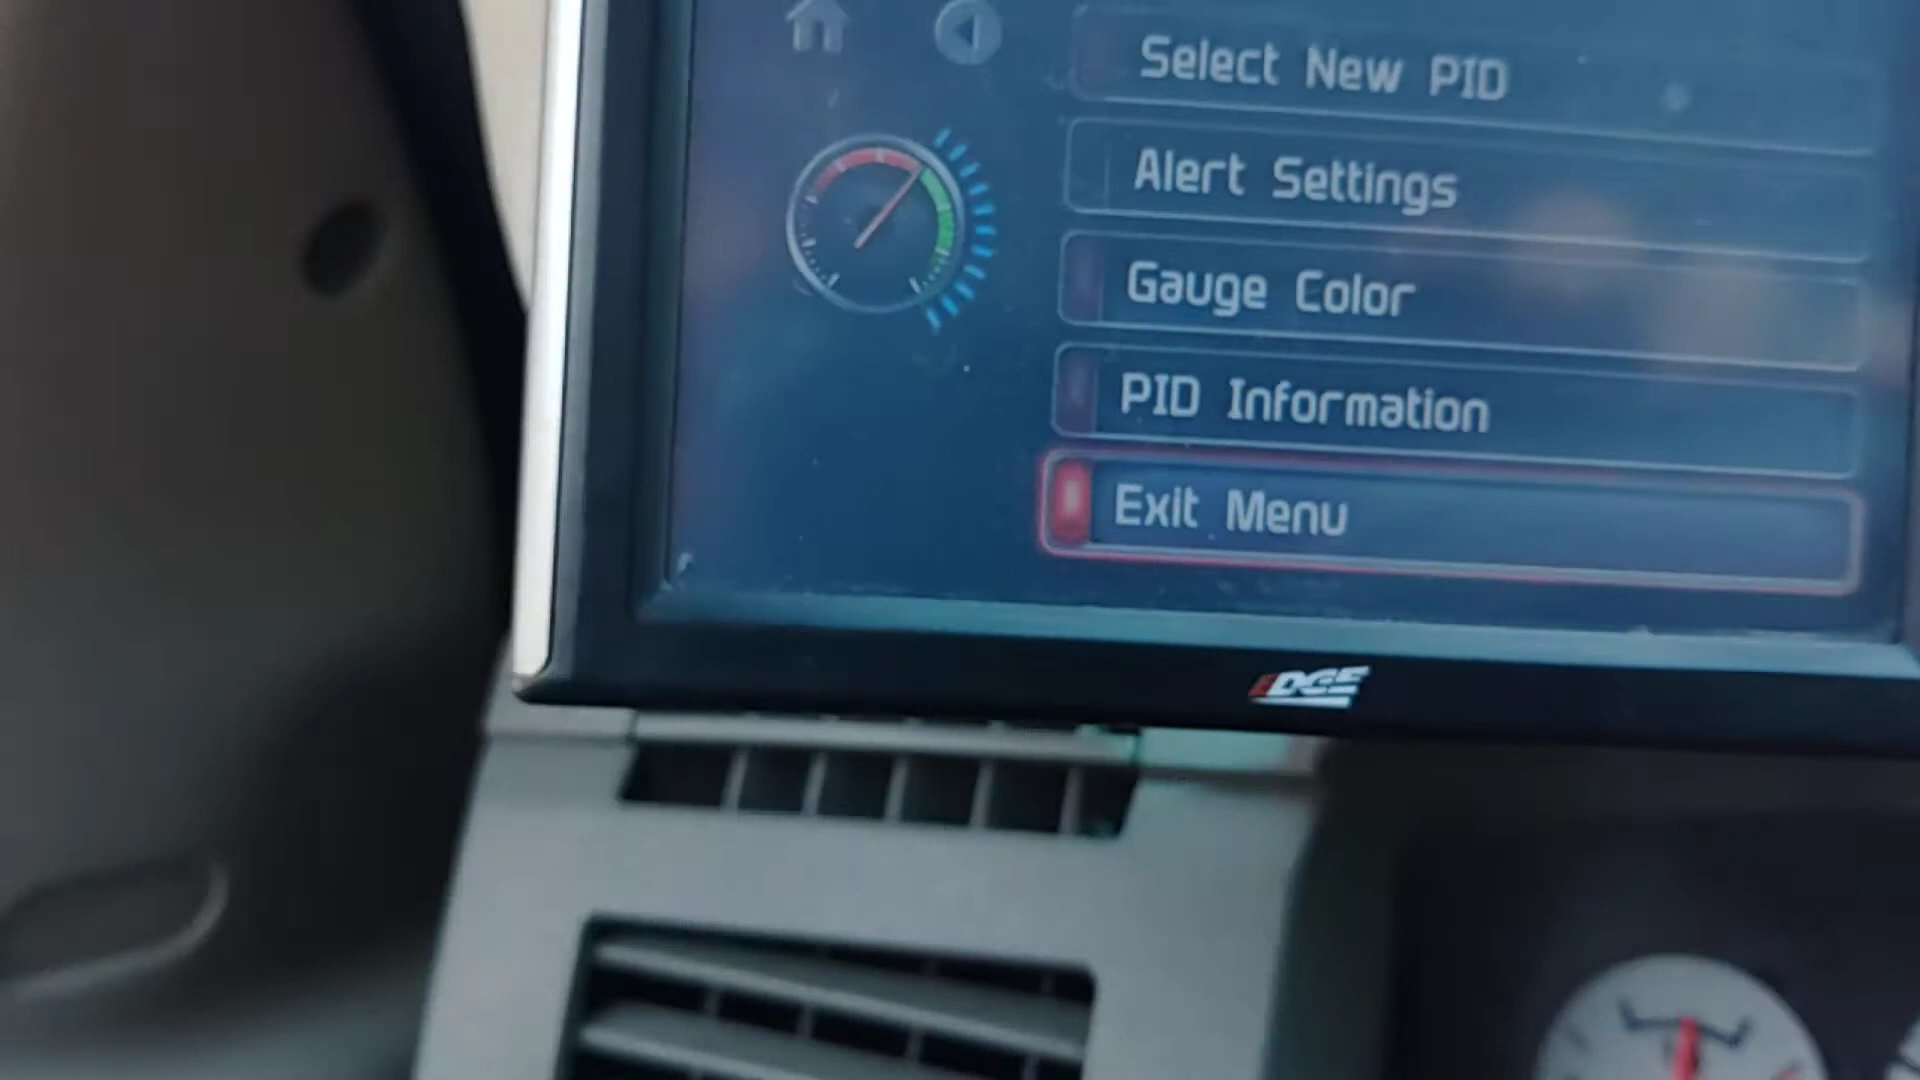 Select New PID
Alert Settings
Gauge Color
PID Information
Exit Menu
EDGE